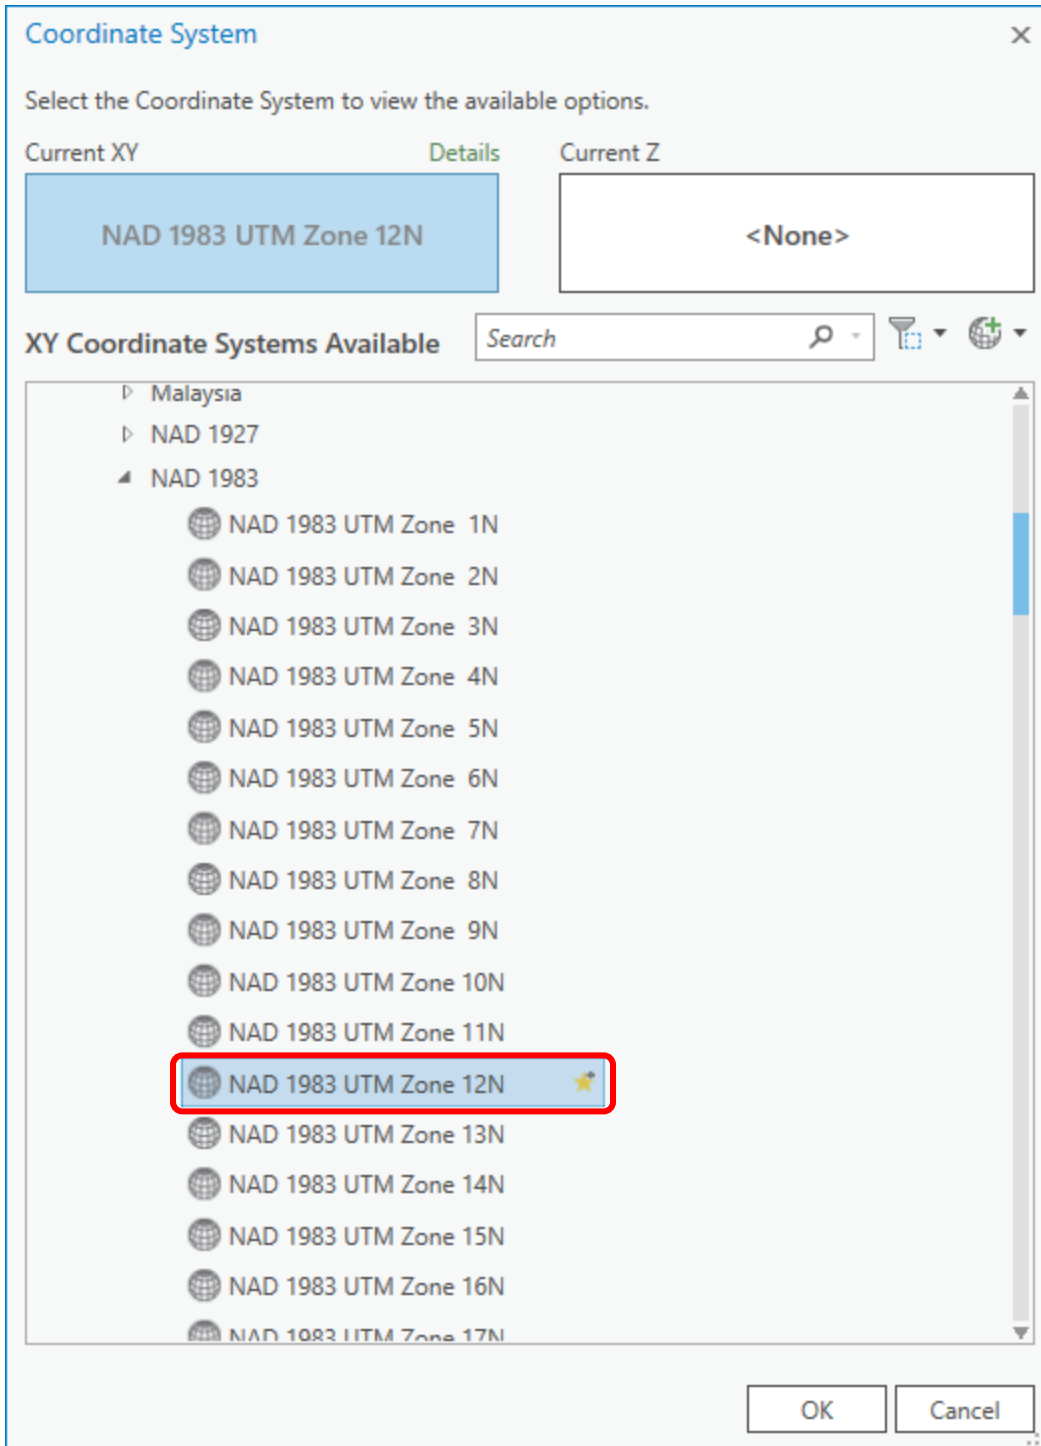 Coordinate System
Select the Coordinate System to view the available options.
Current XY Details Current Z
NAD 1983 UTM Zone 12N <None>
XY Coordinate Systems Available Search
Malaysia
NAD 1927
NAD 1983
NAD 1983 UTM Zone 1N
NAD 1983 UTM Zone 2N
NAD 1983 UTM Zone 3N
NAD 1983 UTM Zone 4N
NAD 1983 UTM Zone 5N
NAD 1983 UTM Zone 6N
NAD 1983 UTM Zone 7N
NAD 1983 UTM Zone 8N
NAD 1983 UTM Zone 9N
NAD 1983 UTM Zone 10N
NAD 1983 UTM Zone 11N
NAD 1983 UTM Zone 12N
NAD 1983 UTM Zone 13N
NAD 1983 UTM Zone 14N
NAD 1983 UTM Zone 15N
NAD 1983 UTM Zone 16N
NAD 1983 UTM Zone 17N
OK Cancel